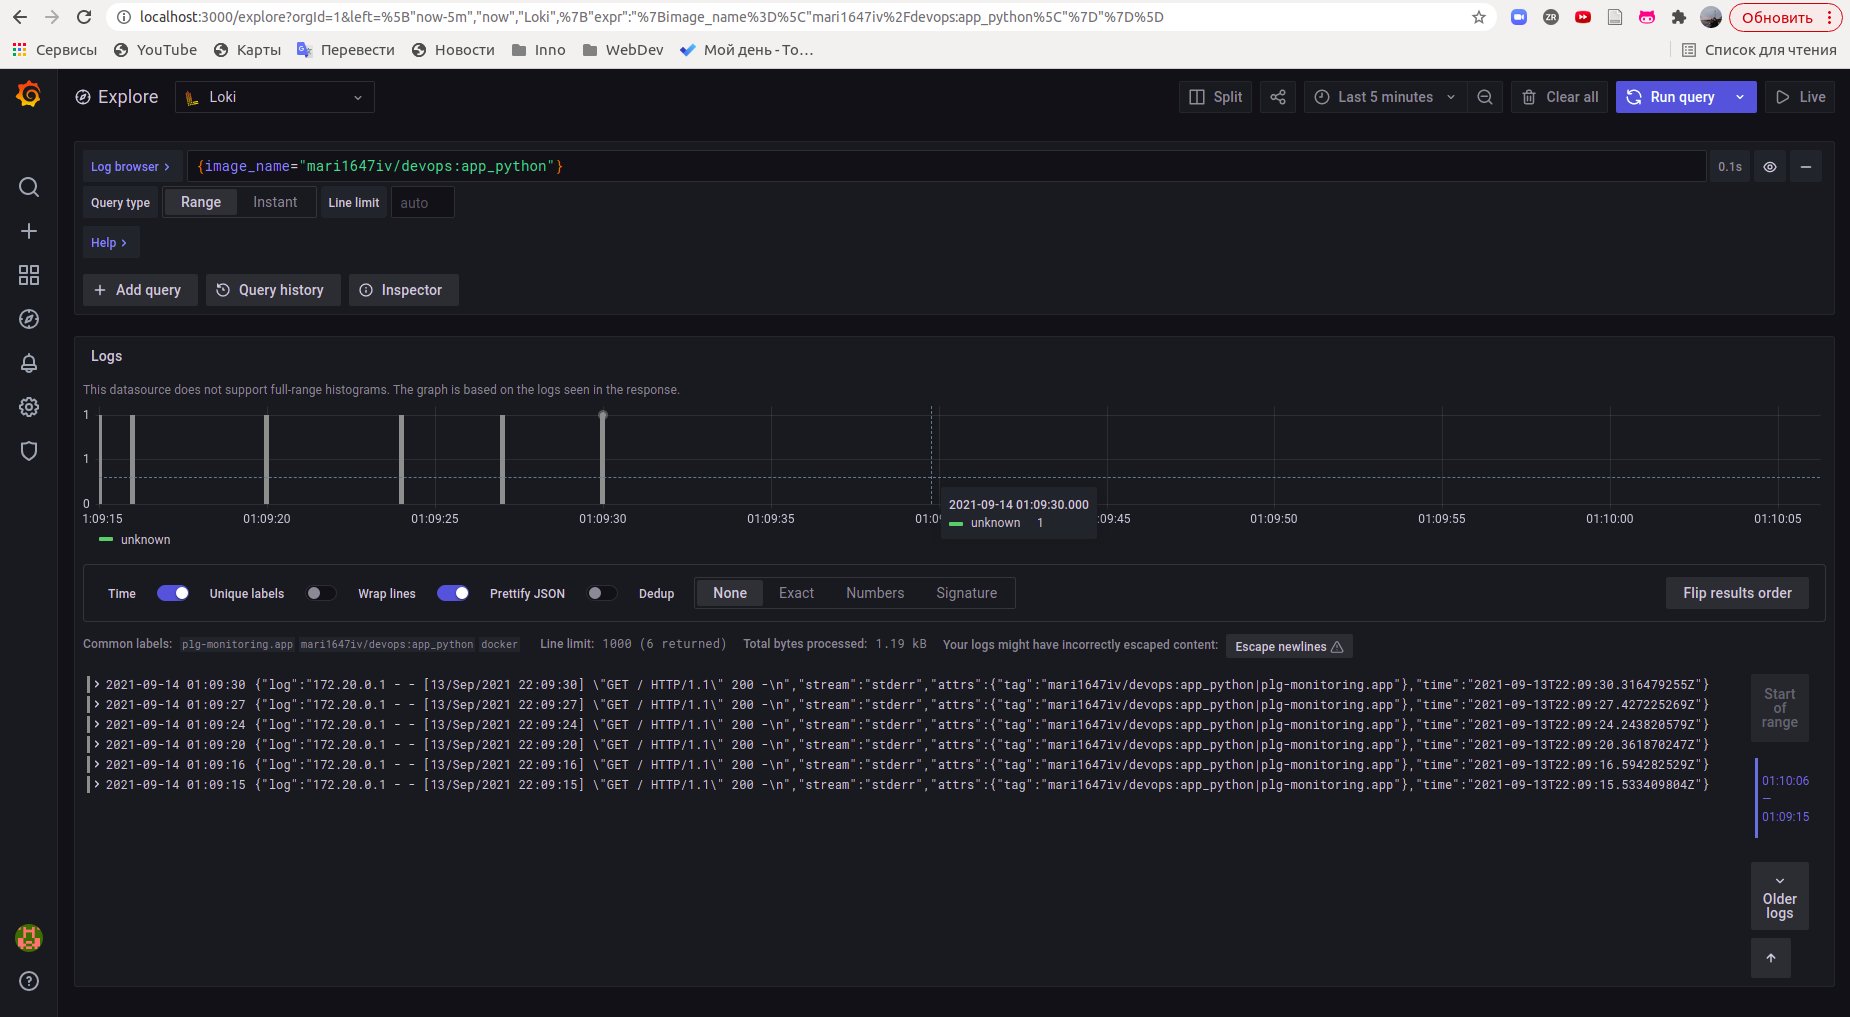 localhost:3000/explore?orgId=1&left=%5B"now-5m","now","Loki",%7B"expr":"%7Bimage_name%3D%5C"mari1647iv%2Fdevops:app_python%5C"%7D"%7D%5D
ZR
Обновить
Сервисы YouTube Карты Перевести Новости Inno WebDev Мой день - To… Список для чтения
Explore Loki Split Last 5 minutes Clear all Run query Live
Log browser > {image_name="mari1647iv/devops:app_python"} 0.1s
Query type Range Instant Line limit auto
Help >
+ Add query Query history Inspector
Logs
This datasource does not support full-range histograms. The graph is based on the logs seen in the response.
1
1
0
1:09:15 01:09:20 01:09:25 01:09:30 01:09:35 01:09:45 01:09:50 01:09:55 01:10:00 01:10:05
2021-09-14 01:09:30.000
unknown 1
unknown
Time Unique labels Wrap lines Prettify JSON Dedup None Exact Numbers Signature Flip results order
Common labels: plg-monitoring.app mari1647iv/devops:app_python docker Line limit: 1000 (6 returned) Total bytes processed: 1.19 kB Your logs might have incorrectly escaped content: Escape newlines
> 2021-09-14 01:09:30 {"log":"172.20.0.1 - - [13/Sep/2021 22:09:30] \"GET / HTTP/1.1\" 200 -\n","stream":"stderr","attrs":{"tag":"mari1647iv/devops:app_python|plg-monitoring.app"},"time":"2021-09-13T22:09:30.316479255Z"}
> 2021-09-14 01:09:27 {"log":"172.20.0.1 - - [13/Sep/2021 22:09:27] \"GET / HTTP/1.1\" 200 -\n","stream":"stderr","attrs":{"tag":"mari1647iv/devops:app_python|plg-monitoring.app"},"time":"2021-09-13T22:09:27.427225269Z"}
> 2021-09-14 01:09:24 {"log":"172.20.0.1 - - [13/Sep/2021 22:09:24] \"GET / HTTP/1.1\" 200 -\n","stream":"stderr","attrs":{"tag":"mari1647iv/devops:app_python|plg-monitoring.app"},"time":"2021-09-13T22:09:24.243820579Z"}
> 2021-09-14 01:09:20 {"log":"172.20.0.1 - - [13/Sep/2021 22:09:20] \"GET / HTTP/1.1\" 200 -\n","stream":"stderr","attrs":{"tag":"mari1647iv/devops:app_python|plg-monitoring.app"},"time":"2021-09-13T22:09:20.361870247Z"}
> 2021-09-14 01:09:16 {"log":"172.20.0.1 - - [13/Sep/2021 22:09:16] \"GET / HTTP/1.1\" 200 -\n","stream":"stderr","attrs":{"tag":"mari1647iv/devops:app_python|plg-monitoring.app"},"time":"2021-09-13T22:09:16.594282529Z"}
> 2021-09-14 01:09:15 {"log":"172.20.0.1 - - [13/Sep/2021 22:09:15] \"GET / HTTP/1.1\" 200 -\n","stream":"stderr","attrs":{"tag":"mari1647iv/devops:app_python|plg-monitoring.app"},"time":"2021-09-13T22:09:15.533409804Z"}
Start
of
range
01:10:06
—
01:09:15
Older
logs